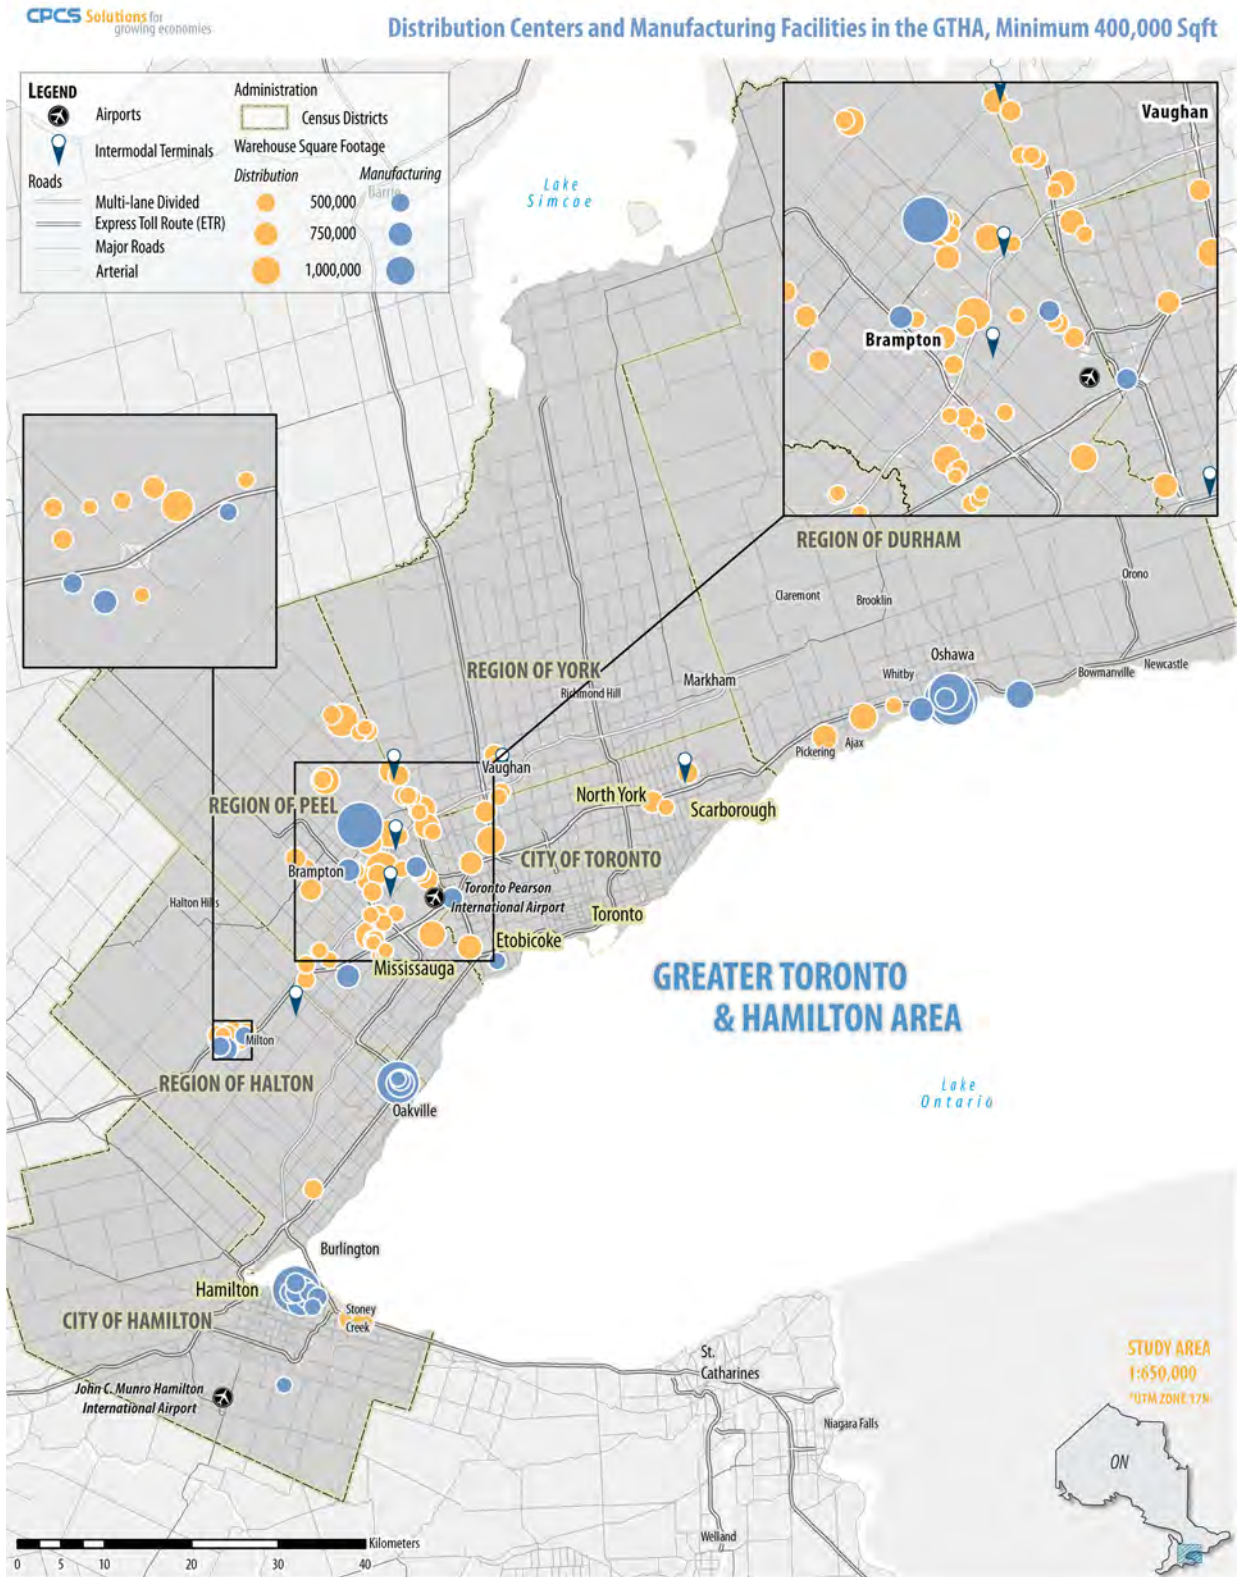 CPCS Solutions for
growing economies
Distribution Centers and Manufacturing Facilities in the GTHA, Minimum 400,000 Sqft
LEGEND
Airports
Intermodal Terminals
Roads
Multi-lane Divided
Express Toll Route (ETR)
Major Roads
Arterial
Administration
Census Districts
Warehouse Square Footage
Distribution
Manufacturing
Barrie
500,000
750,000
1,000,000
Lake
Simcoe
Vaughan
Brampton
REGION OF DURHAM
Orono
Claremont
Brooklin
Oshawa
Whitby
Newcastle
Bowmanville
REGION OF YORK
Markham
Richmond Hill
Ajax
Pickering
Vaughan
North York
Scarborough
REGION OF PEEL
CITY OF TORONTO
Brampton
Toronto Pearson
International Airport
Halton Hills
Toronto
Etobicoke
Mississauga
GREATER TORONTO
& HAMILTON AREA
Milton
REGION OF HALTON
Lake
Ontario
Oakville
Burlington
Hamilton
CITY OF HAMILTON
Stoney
Creek
John C. Munro Hamilton
International Airport
St.
Catharines
Niagara Falls
Welland
STUDY AREA
1:650,000
*UTM ZONE 17N
ON
Kilometers
0 5 10 20 30 40